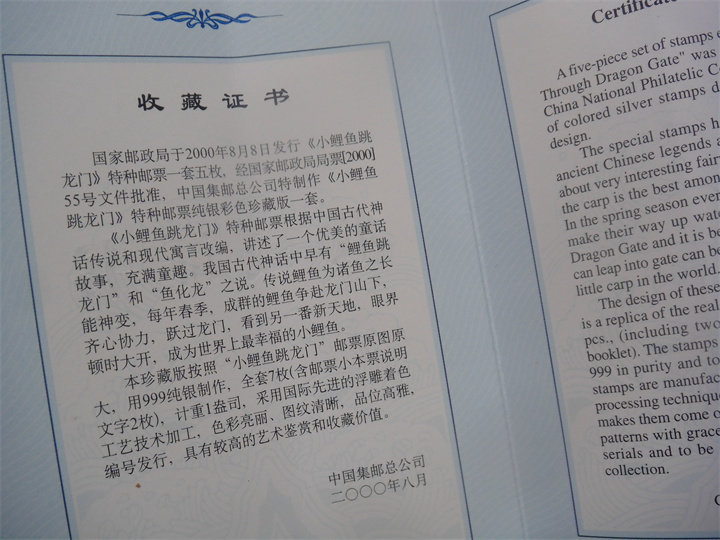 收藏证书
国家邮政局于2000年8月8日发行《小鲤鱼跳
龙门》特种邮票一套五枚，经国家邮政局局票[2000]
55号文件批准，中国集邮总公司特制作《小鲤鱼
跳龙门》特种邮票纯银彩色珍藏版一套。
《小鲤鱼跳龙门》特种邮票根据中国古代神
话传说和现代寓言改编，讲述了一个优美的童话
故事，充满童趣。我国古代神话中早有“鲤鱼跳
龙门”和“鱼化龙”之说。传说鲤鱼为诸鱼之长
能神变，每年春季，成群的鲤鱼争赴龙门山下，
齐心协力，跃过龙门，看到另一番新天地，眼界
顿时大开，成为世界上最幸福的小鲤鱼。
本珍藏版按照“小鲤鱼跳龙门”邮票原图原
大，用999纯银制作，全套7枚(含邮票小本票说明
文字2枚)，计重1盎司，采用国际先进的浮雕着色
工艺技术加工，色彩亮丽、图纹清晰，品位高雅，
编号发行，具有较高的艺术鉴赏和收藏价值。
中国集邮总公司
二〇〇〇年八月
Certificate
A five-piece set of stamps
Through Dragon Gate" was
China National Philatelic
of colored silver stamps
design.
The special stamps
ancient Chinese legends
about very interesting
the carp is the best
In the spring season
make their way up
Dragon Gate and it is
can leap into gate can
little carp in the world.
The design of these
is a replica of the real
pcs., (including
booklet). The stamps
999 in purity and
stamps are
processing
makes them come
patterns with
serials and to be
collection.